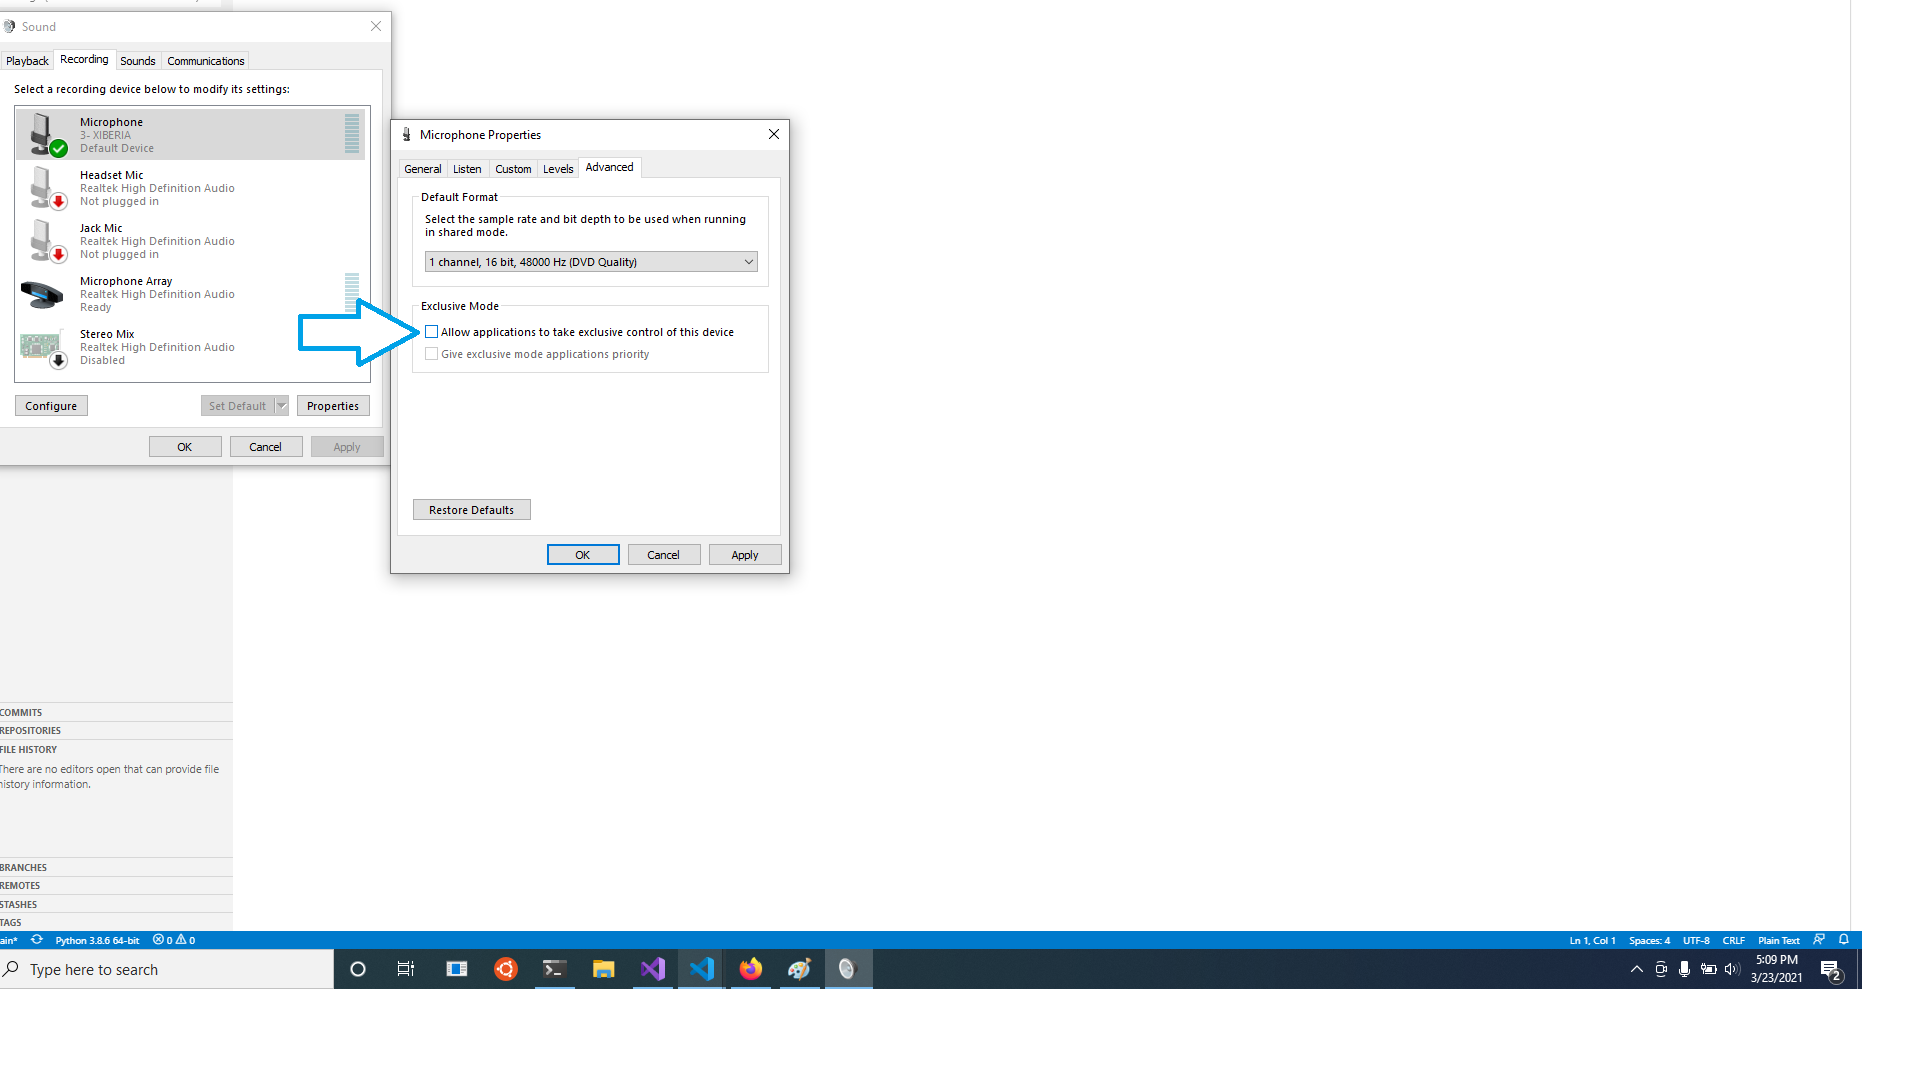 Sound
Playback Recording Sounds Communications
Select a recording device below to modify its settings:
Microphone
3- XIBERIA
Default Device
Headset Mic
Realtek High Definition Audio
Not plugged in
Jack Mic
Realtek High Definition Audio
Not plugged in
Microphone Array
Realtek High Definition Audio
Ready
Stereo Mix
Realtek High Definition Audio
Disabled
Configure Set Default Properties
OK Cancel Apply
Microphone Properties
General Listen Custom Levels Advanced
Default Format
Select the sample rate and bit depth to be used when running
in shared mode.
1 channel, 16 bit, 48000 Hz (DVD Quality)
Exclusive Mode
Allow applications to take exclusive control of this device
Give exclusive mode applications priority
Restore Defaults
OK Cancel Apply
COMMITS
REPOSITORIES
FILE HISTORY
There are no editors open that can provide file
history information.
BRANCHES
REMOTES
STASHES
TAGS
ain* Python 3.8.6 64-bit 0 0 Ln 1, Col 1 Spaces: 4 UTF-8 CRLF Plain Text
Type here to search
5:09 PM
3/23/2021
2